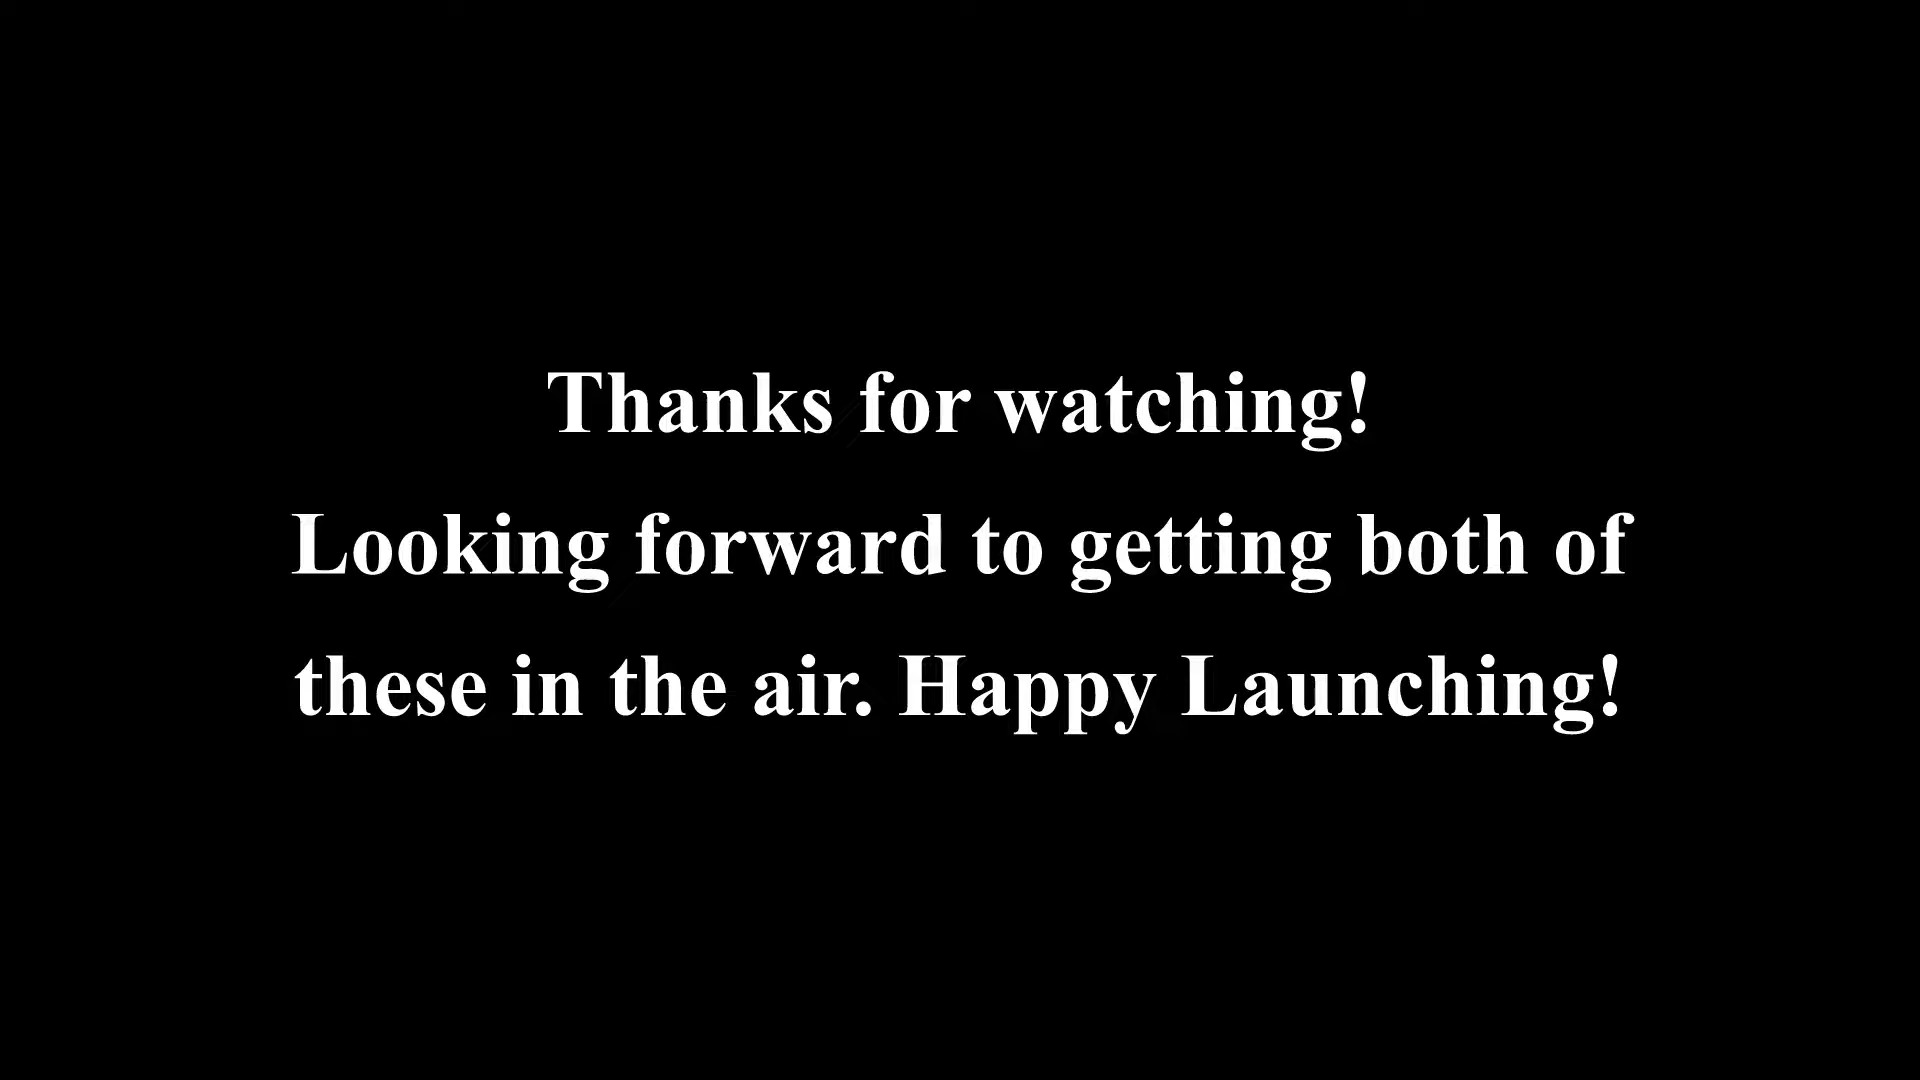 Thanks for watching!
Looking forward to getting both of
these in the air. Happy Launching!